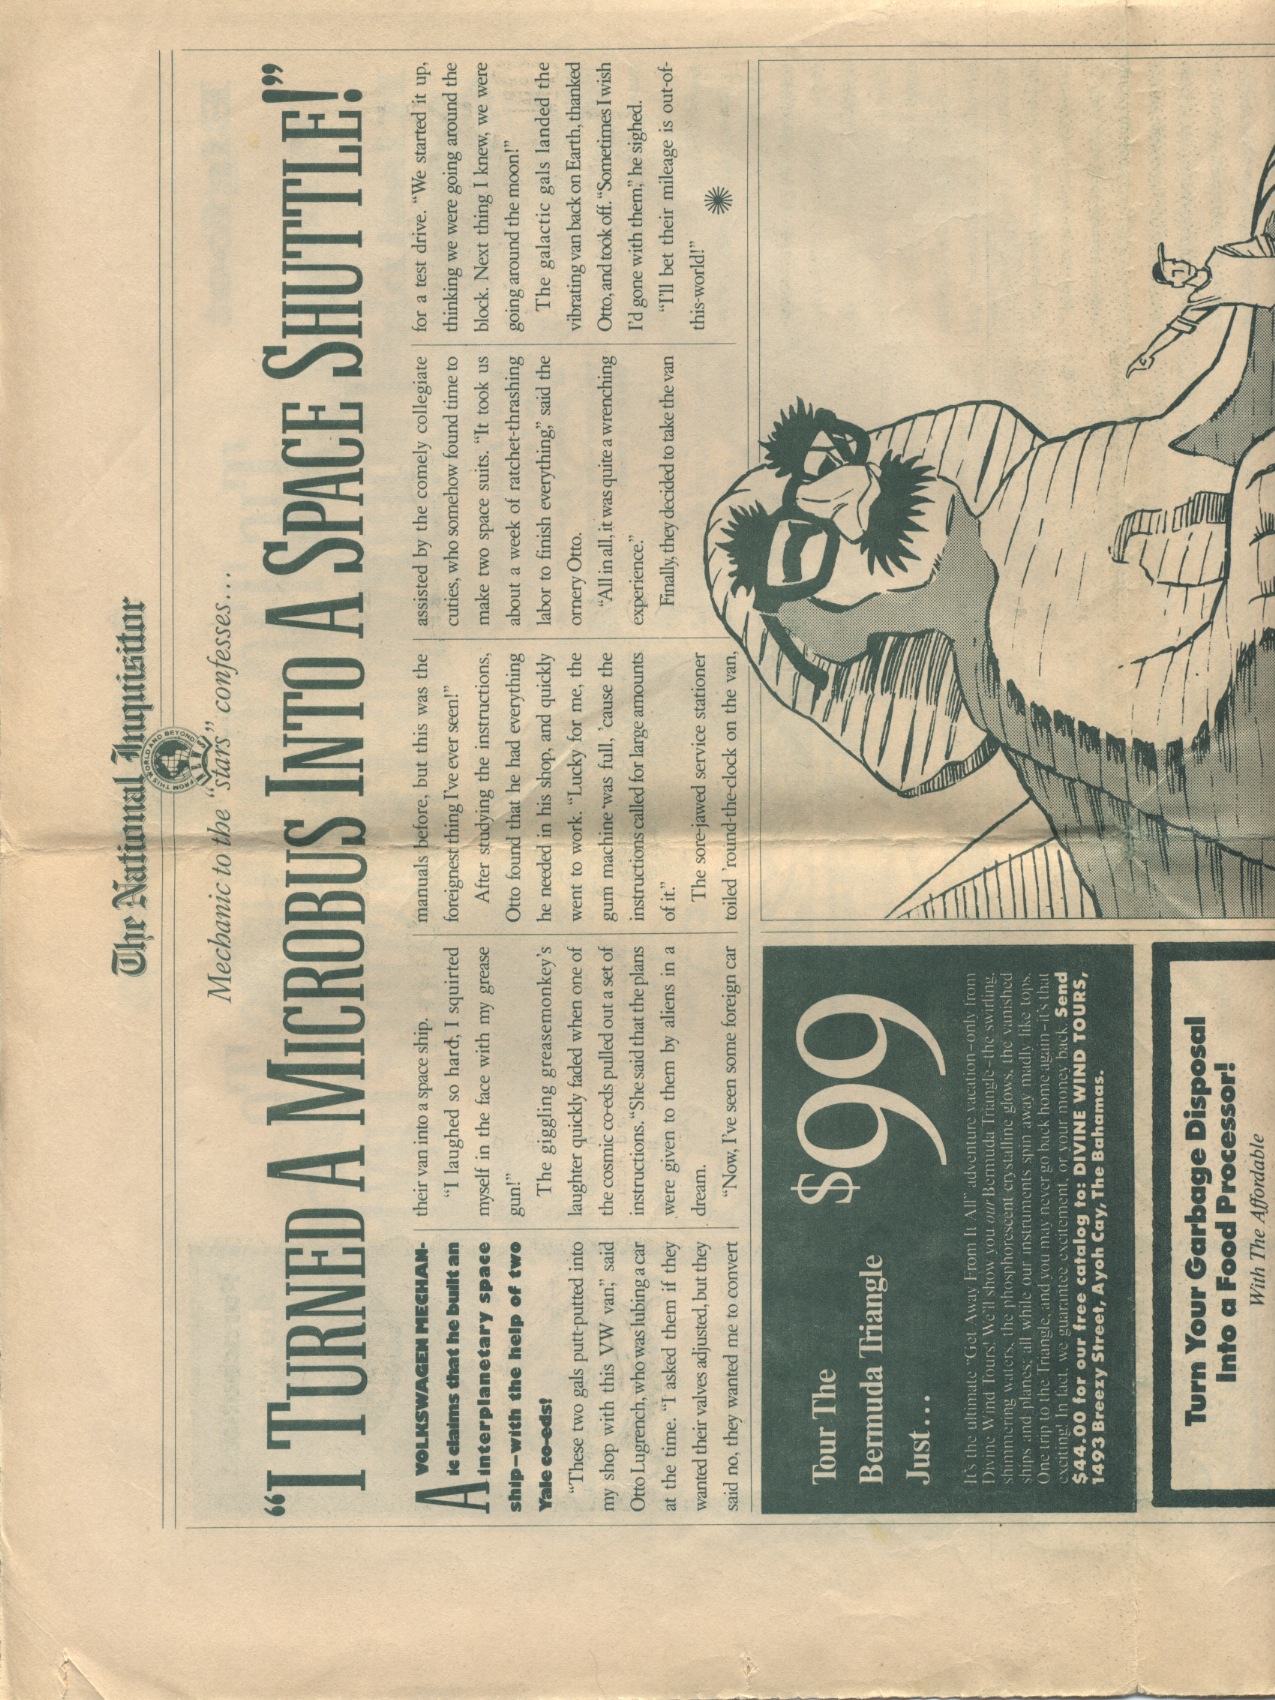 The National Inquisitor
FROM THIS WORLD AND BEYOND
Mechanic to the “stars” confesses…
“TURNED A MICROBUS INTO A SPACE SHUTTLE!”
A VOLKSWAGEN MECHAN-
ic claims that he built an
interplanetary space
ship—with the help of two
Yale co-eds!
“These two gals putt-putted into
my shop with this VW van,” said
Otto Lugrench, who was lubing a car
at the time. “I asked them if they
wanted their valves adjusted, but they
said no, they wanted me to convert
their van into a space ship.
“I laughed so hard, I squirted
myself in the face with my grease
gun!”
The giggling greasemonkey’s
laughter quickly faded when one of
the cosmic co-eds pulled out a set of
instructions. “She said that the plans
were given to them by aliens in a
dream.
“Now, I’ve seen some foreign car
manuals before, but this was the
foreignest thing I’ve ever seen!”
After studying the instructions,
Otto found that he had everything
he needed in his shop, and quickly
went to work. “Lucky for me, the
gum machine was full, ’cause the
instructions called for large amounts
of it.”
The sore-jawed service stationer
toiled ’round-the-clock on the van,
assisted by the comely collegiate
cuties, who somehow found time to
make two space suits. “It took us
about a week of ratchet-thrashing
labor to finish everything,” said the
ornery Otto.
“All in all, it was quite a wrenching
experience.”
Finally, they decided to take the van
for a test drive. “We started it up,
thinking we were going around the
block. Next thing I knew, we were
going around the moon!”
The galactic gals landed the
vibrating van back on Earth, thanked
Otto, and took off. “Sometimes I wish
I’d gone with them,” he sighed.
“I’ll bet their mileage is out-of-
this-world!”
Tour The
Bermuda Triangle
Just…
$99
It’s the ultimate “Get Away From It All” adventure vacation—only from
Divine Wind Tours! We’ll show you our Bermuda Triangle—the swirling,
shimmering waters, the phosphorescent crystalline glows, the vanished
ships and planes; all while our instruments spin away madly like tops.
One trip to the Triangle, and you may never go back home again—it’s that
exciting! In fact, we guarantee excitement, or your money back. Send
$44.00 for our free catalog to: DIVINE WIND TOURS,
1493 Breezy Street, Ayoh Cay, The Bahamas.
Turn Your Garbage Disposal
Into a Food Processor!
With The Affordable